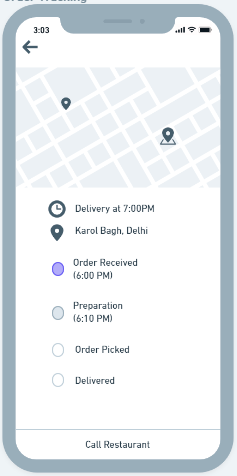 Order Tracking
3:03
Delivery at 7:00PM
Karol Bagh, Delhi
Order Received
(6:00 PM)
Preparation
(6:10 PM)
Order Picked
Delivered
Call Restaurant